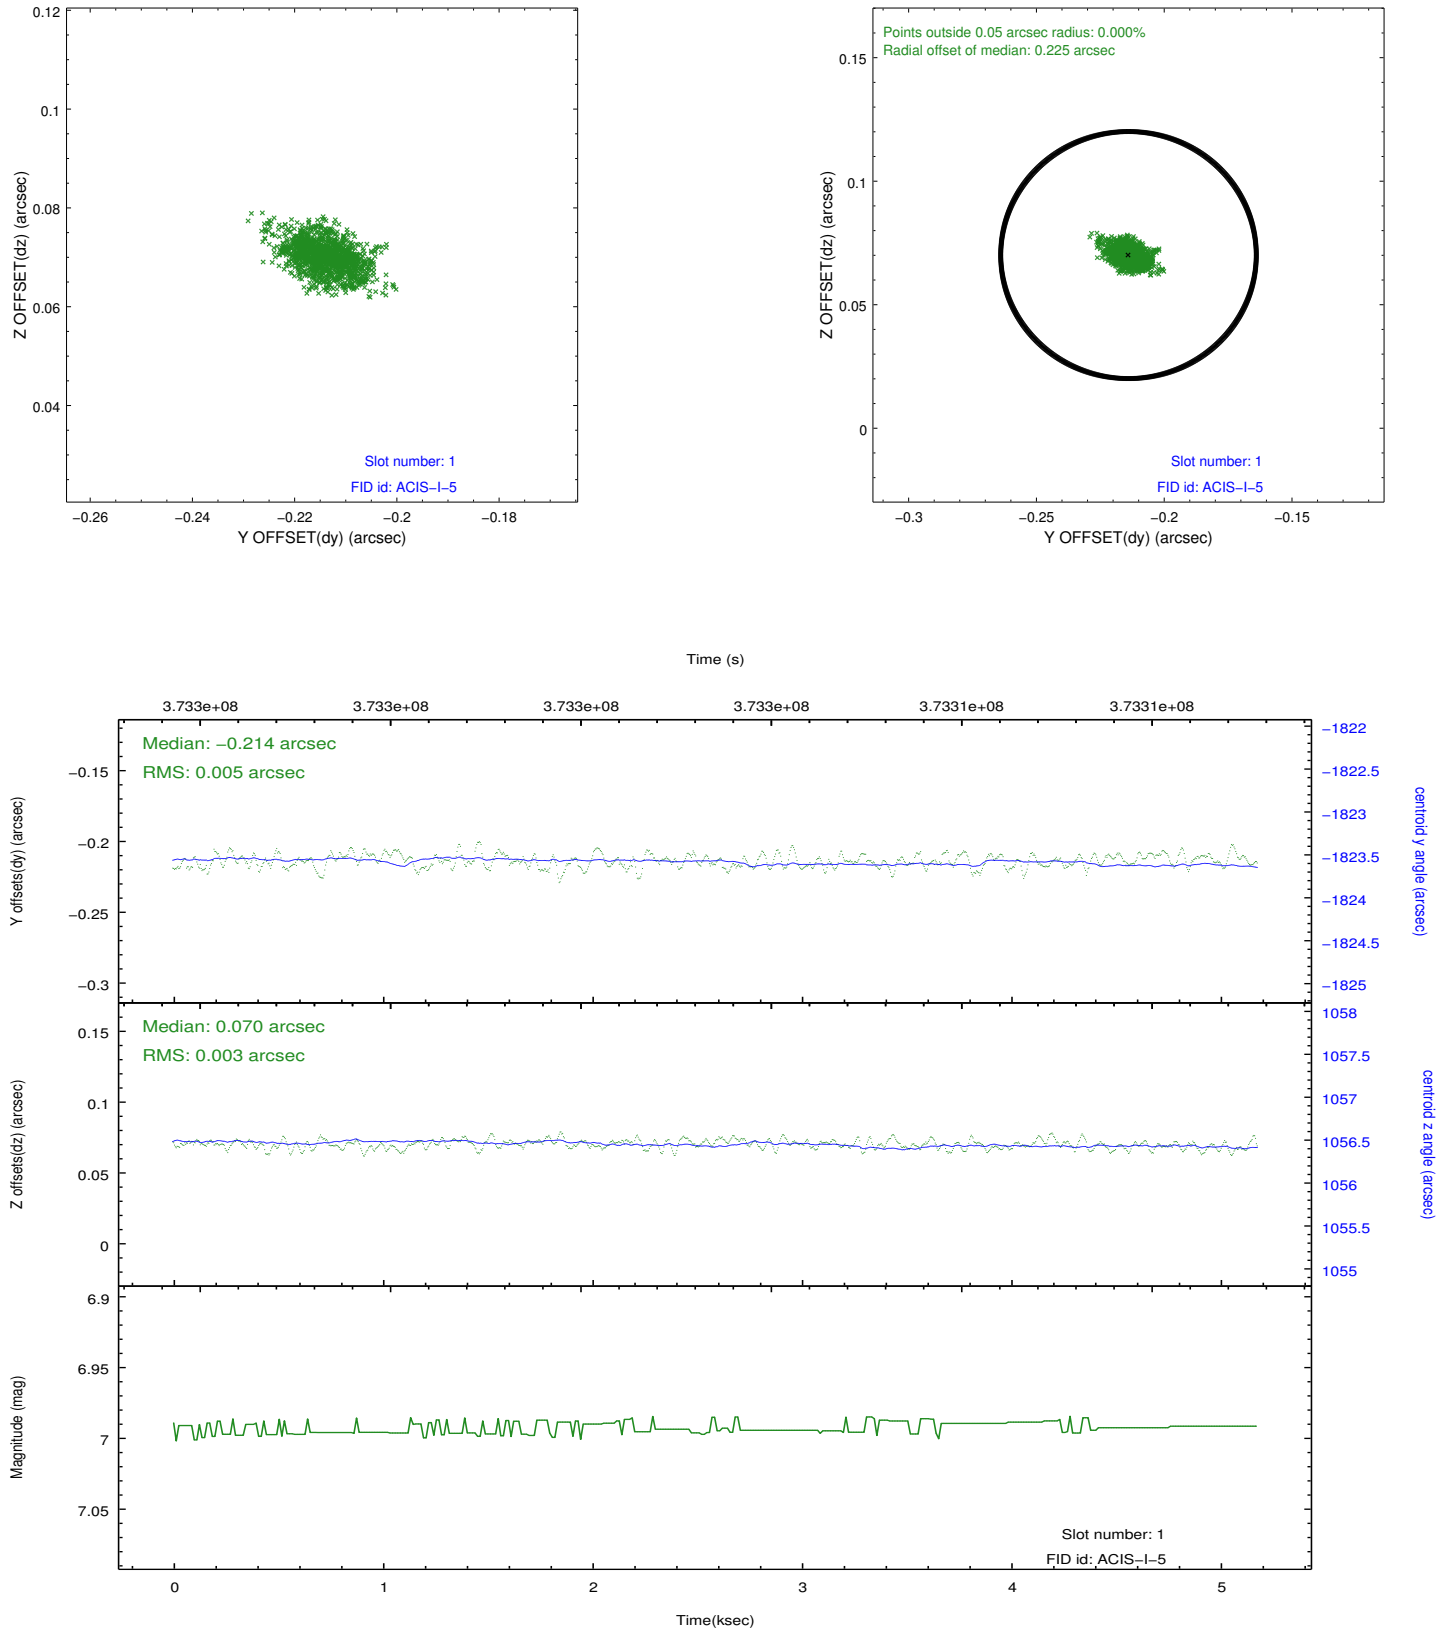 0.12
0.1
0.08
0.06
0.04
Z OFFSET(dz) (arcsec)
Slot number: 1
FID id: ACIS−I−5
−0.26
−0.24
−0.22
−0.2
−0.18
Y OFFSET(dy) (arcsec)
Points outside 0.05 arcsec radius: 0.000%
Radial offset of median: 0.225 arcsec
0.15
0.1
0.05
0
Z OFFSET(dz) (arcsec)
Slot number: 1
FID id: ACIS−I−5
−0.3
−0.25
−0.2
−0.15
Y OFFSET(dy) (arcsec)
Time (s)
3.733e+08
3.733e+08
3.733e+08
3.733e+08
3.7331e+08
3.7331e+08
Median: −0.214 arcsec
RMS: 0.005 arcsec
−0.15
−0.2
−0.25
−0.3
Y offsets(dy) (arcsec)
−1822
−1822.5
−1823
−1823.5
−1824
−1824.5
−1825
centroid y angle (arcsec)
Median: 0.070 arcsec
RMS: 0.003 arcsec
0.15
0.1
0.05
0
Z offsets(dz) (arcsec)
1058
1057.5
1057
1056.5
1056
1055.5
1055
centroid z angle (arcsec)
6.9
6.95
7
7.05
Magnitude (mag)
Slot number: 1
FID id: ACIS−I−5
0
1
2
3
4
5
Time(ksec)